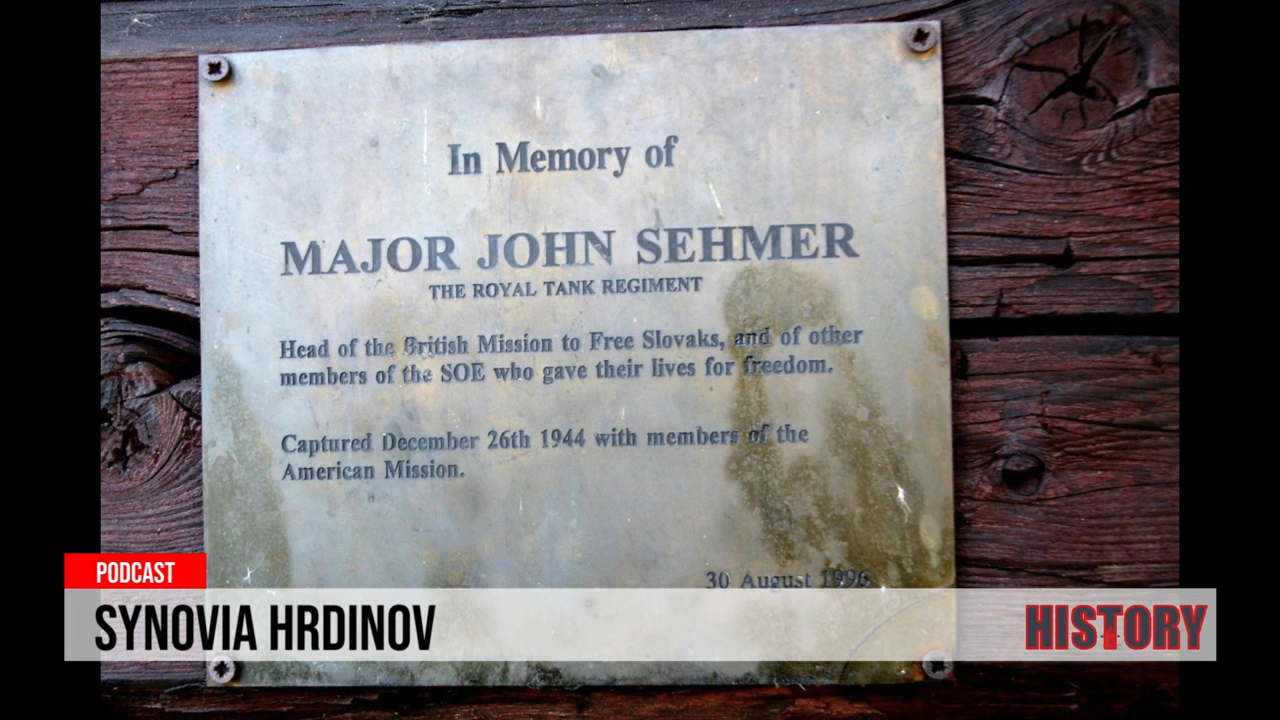 In Memory of
MAJOR JOHN SEHMER
THE ROYAL TANK REGIMENT
Head of the British Mission to Free Slovaks, and of other
members of the SOE who gave their lives for freedom.
Captured December 26th 1944 with members of the
American Mission.
30 August 1996
PODCAST
SYNOVIA HRDINOV
HISTORY